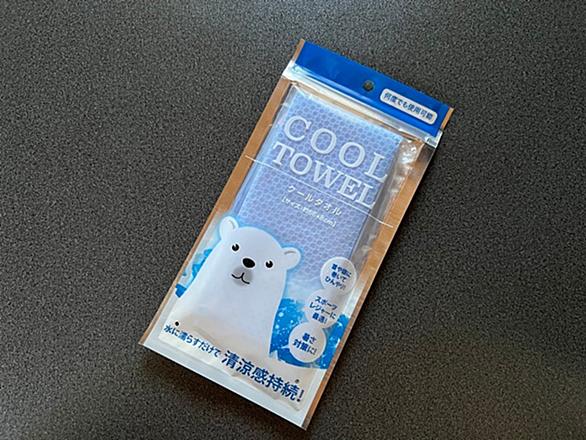 何度でも使用可能
COOL
TOWEL
クールタオル
首や頭に
巻いて
ひんやり!
スポーツ
レジャーに
最適!
暑さ
対策に!
水に濡らすだけで 清涼感持続!